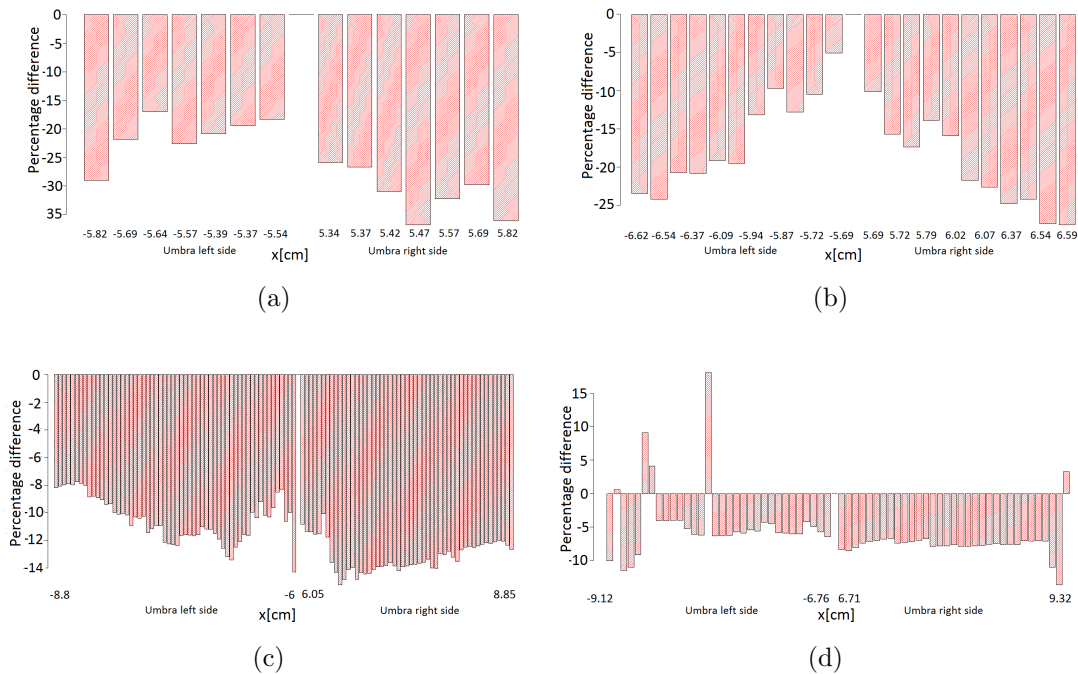 Percentage difference
0
-5
-10
-15
-20
-25
-30
35
-5.82 -5.69 -5.64 -5.57 -5.39 -5.37 -5.54 5.34 5.37 5.42 5.47 5.57 5.69 5.82
Umbra left side Umbra right side
x[cm]
(a)
Percentage difference
0
-5
-10
-15
-20
-25
-6.62 -6.54 -6.37 -6.09 -5.94 -5.87 -5.72 -5.69 5.69 5.72 5.79 6.02 6.07 6.37 6.54 6.59
Umbra left side Umbra right side
x[cm]
(b)
Percentage difference
0
-2
-4
-6
-8
-10
-12
-14
-8.8 -6 6.05 8.85
Umbra left side Umbra right side
x[cm]
(c)
Percentage difference
15
10
5
0
-5
-10
-9.12 -6.76 6.71 9.32
Umbra left side Umbra right side
x[cm]
(d)